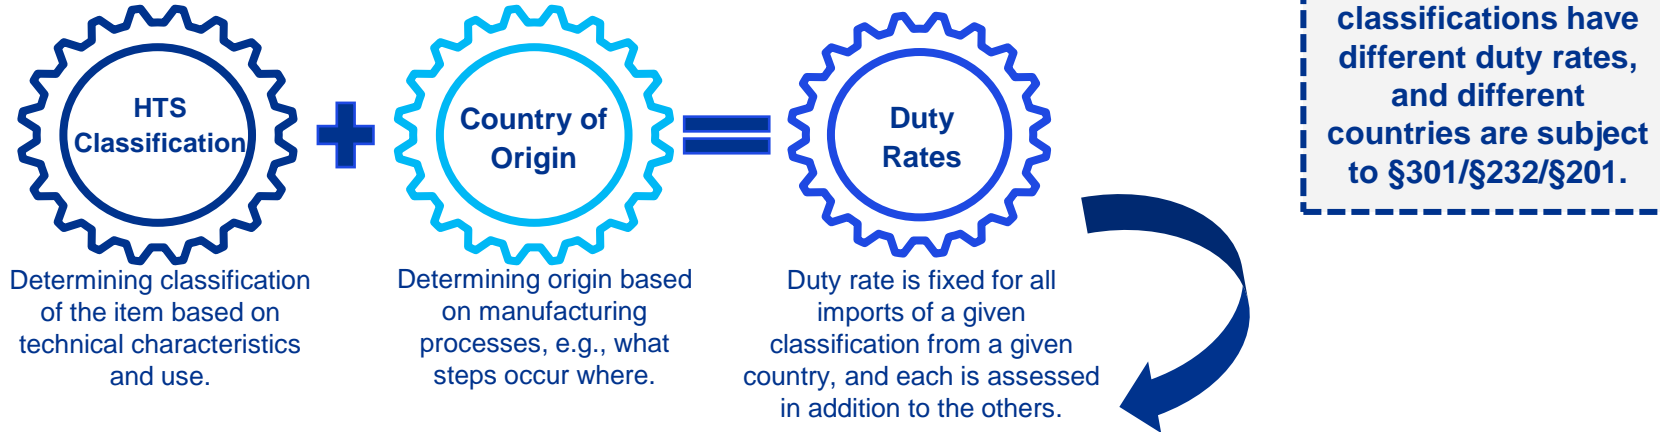 HTS
Classification
Country of
Origin
Duty
Rates
Determining classification
of the item based on
technical characteristics
and use.
Determining origin based
on manufacturing
processes, e.g., what
steps occur where.
Duty rate is fixed for all
imports of a given
classification from a given
country, and each is assessed
in addition to the others.
classifications have
different duty rates,
and different
countries are subject
to §301/§232/§201.